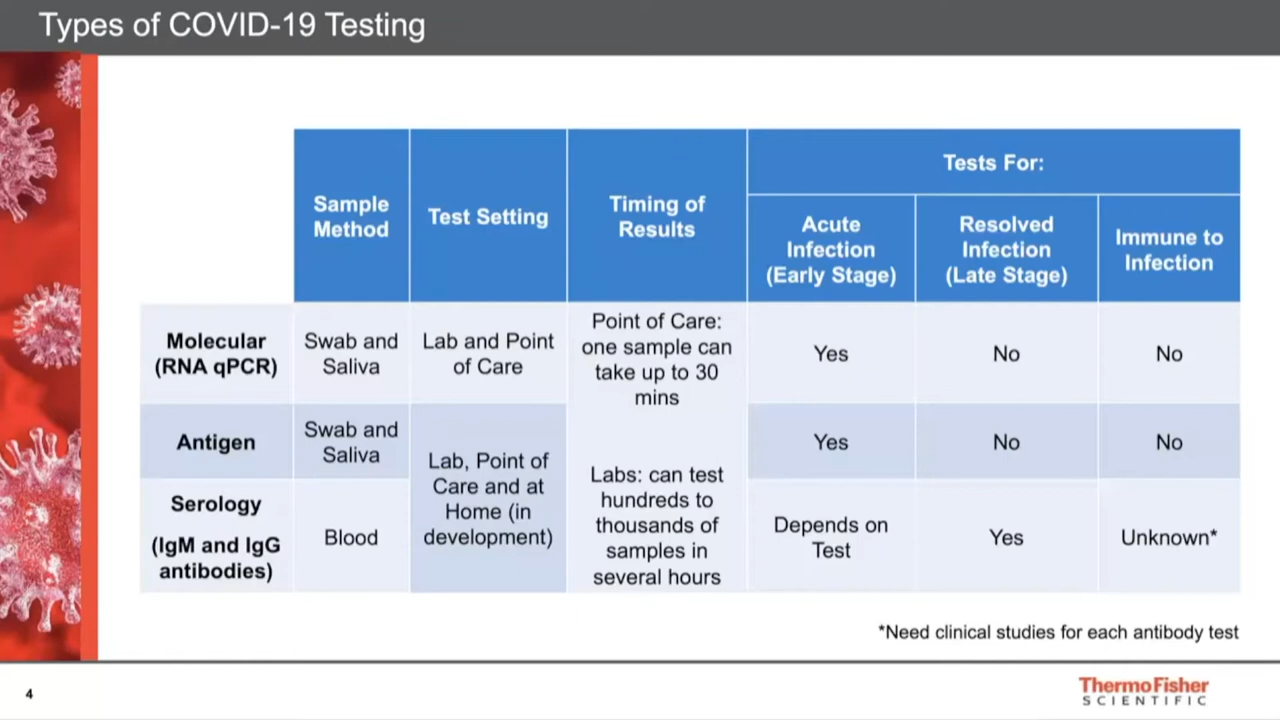 Types of COVID-19 Testing
Tests For:
Sample
Method
Test Setting
Timing of
Results
Acute
Infection
(Early Stage)
Resolved
Infection
(Late Stage)
Immune to
Infection
Molecular
(RNA qPCR)
Swab and
Saliva
Lab and Point
of Care
Point of Care:
one sample can
take up to 30
mins
Yes
No
No
Antigen
Swab and
Saliva
Lab, Point of
Care and at
Home (in
development)
Labs: can test
hundreds to
thousands of
samples in
several hours
Yes
No
No
Serology
(IgM and IgG
antibodies)
Blood
Depends on
Test
Yes
Unknown*
*Need clinical studies for each antibody test
4
ThermoFisher
SCIENTIFIC